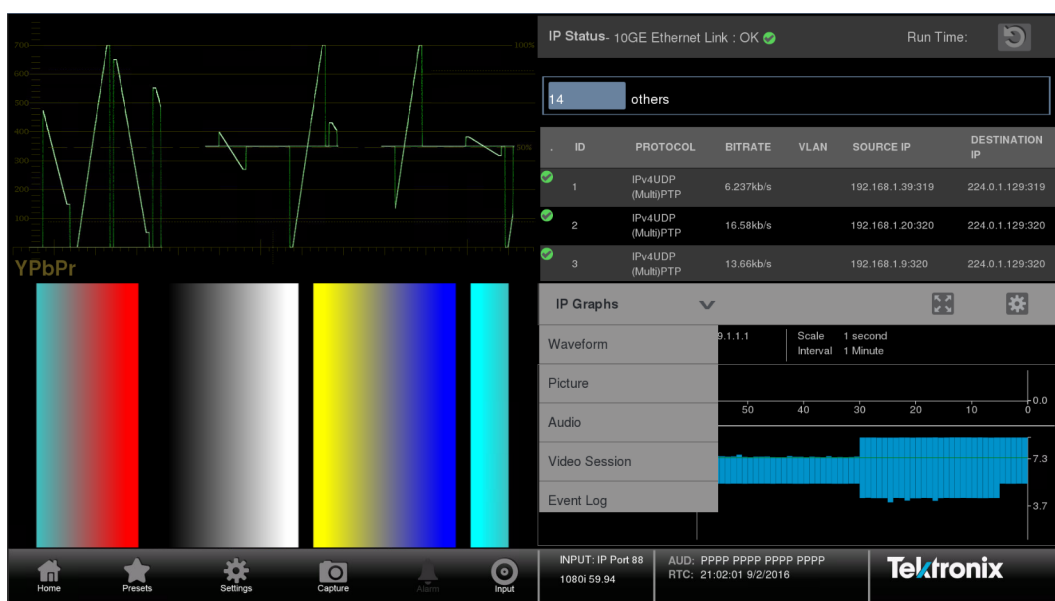 700
600
500
400
300
200
100
100%
50%
YPbPr
IP Status- 10GE Ethernet Link : OK
Run Time:
14 others
. ID PROTOCOL BITRATE VLAN SOURCE IP DESTINATION IP
1 IPv4UDP (Multi)PTP 6.237kb/s 192.168.1.39:319 224.0.1.129:319
2 IPv4UDP (Multi)PTP 16.58kb/s 192.168.1.20:320 224.0.1.129:320
3 IPv4UDP (Multi)PTP 13.66kb/s 192.168.1.9:320 224.0.1.129:320
IP Graphs
Waveform
Picture
Audio
Video Session
Event Log
9.1.1.1
Scale 1 second
Interval 1 Minute
50 40 30 20 10 0
0.0
7.3
3.7
Home Presets Settings Capture Alarm Input
INPUT: IP Port 88
1080i 59.94
AUD: PPPP PPPP PPPP PPPP
RTC: 21:02:01 9/2/2016
Tektronix